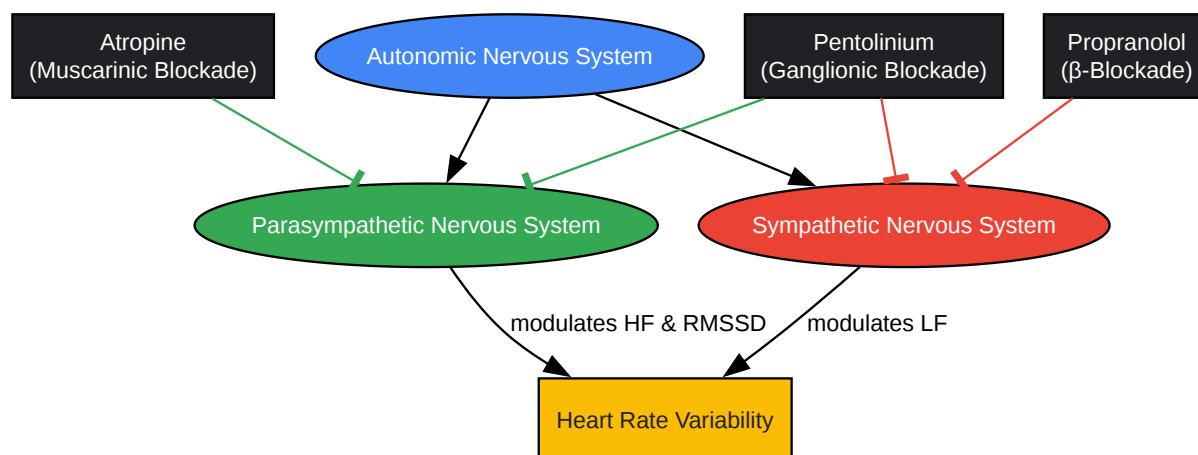 Atropine
(Muscarinic Blockade)
Autonomic Nervous System
Pentolinium
(Ganglionic Blockade)
Propranolol
(β-Blockade)
Parasympathetic Nervous System
Sympathetic Nervous System
modulates HF & RMSSD
modulates LF
Heart Rate Variability